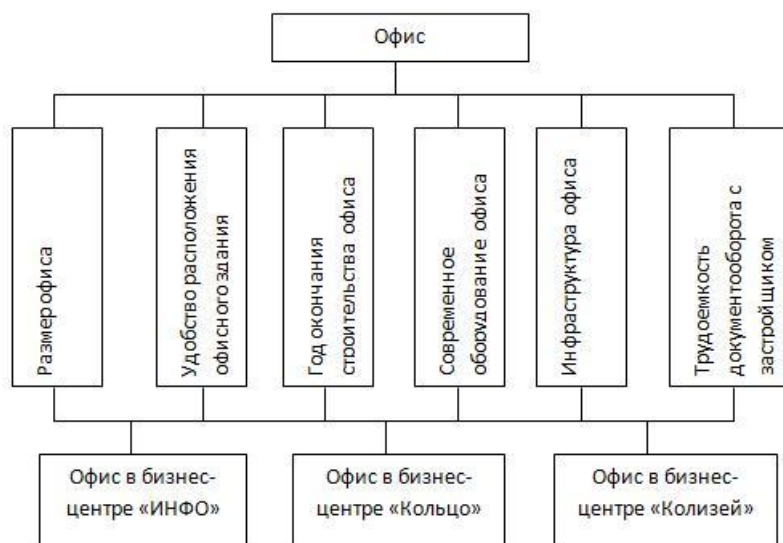 Офис
Размер офиса
Удобство расположения
офисного здания
Год окончания
строительства офиса
Современное
оборудование офиса
Инфраструктура офиса
Трудоемкость
документооборота с
застройщиком
Офис в бизнес-
центре «ИНФО»
Офис в бизнес-
центре «Кольцо»
Офис в бизнес-
центре «Колизей»